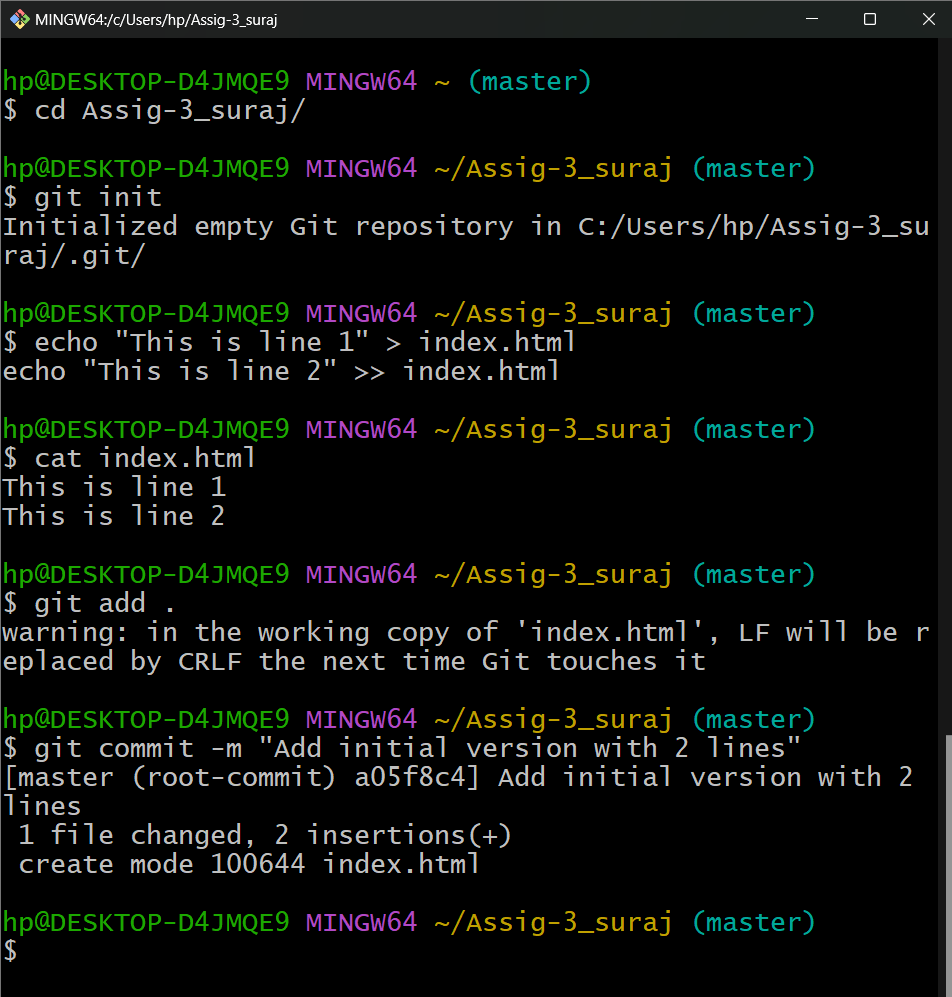 MINGW64:/c/Users/hp/Assig-3_suraj
hp@DESKTOP-D4JMQE9 MINGW64 ~ (master)
$ cd Assig-3_suraj/
hp@DESKTOP-D4JMQE9 MINGW64 ~/Assig-3_suraj (master)
$ git init
Initialized empty Git repository in C:/Users/hp/Assig-3_su
raj/.git/
hp@DESKTOP-D4JMQE9 MINGW64 ~/Assig-3_suraj (master)
$ echo "This is line 1" > index.html
echo "This is line 2" >> index.html
hp@DESKTOP-D4JMQE9 MINGW64 ~/Assig-3_suraj (master)
$ cat index.html
This is line 1
This is line 2
hp@DESKTOP-D4JMQE9 MINGW64 ~/Assig-3_suraj (master)
$ git add .
warning: in the working copy of 'index.html', LF will be r
eplaced by CRLF the next time Git touches it
hp@DESKTOP-D4JMQE9 MINGW64 ~/Assig-3_suraj (master)
$ git commit -m "Add initial version with 2 lines"
[master (root-commit) a05f8c4] Add initial version with 2
lines
 1 file changed, 2 insertions(+)
 create mode 100644 index.html
hp@DESKTOP-D4JMQE9 MINGW64 ~/Assig-3_suraj (master)
$